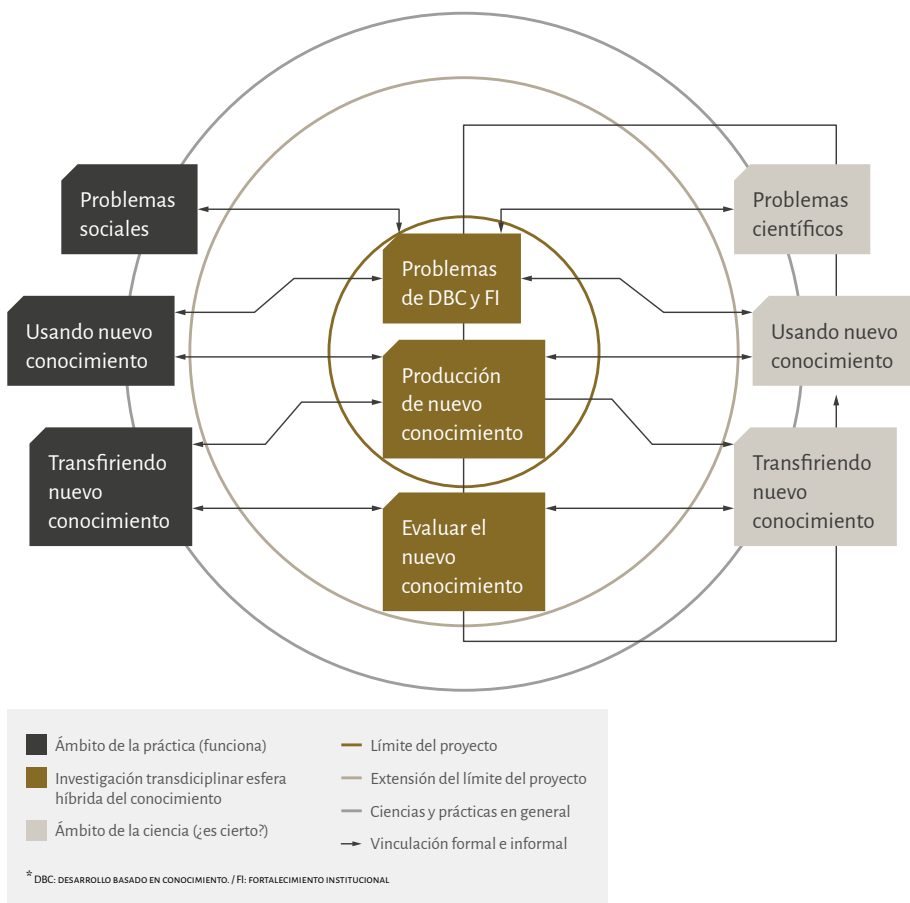 Problemas
sociales
Problemas
científicos
Problemas
de DBC y FI
Usando nuevo
conocimiento
Usando nuevo
conocimiento
Producción
de nuevo
conocimiento
Transfiriendo
nuevo
conocimiento
Transfiriendo
nuevo
conocimiento
Evaluar el
nuevo
conocimiento
Ámbito de la práctica (funciona)
Investigación transdiciplinar esfera
híbrida del conocimiento
Ámbito de la ciencia (¿es cierto?)
Límite del proyecto
Extensión del límite del proyecto
Ciencias y prácticas en general
Vinculación formal e informal
* DBC: DESARROLLO BASADO EN CONOCIMIENTO. / FI: FORTALECIMIENTO INSTITUCIONAL